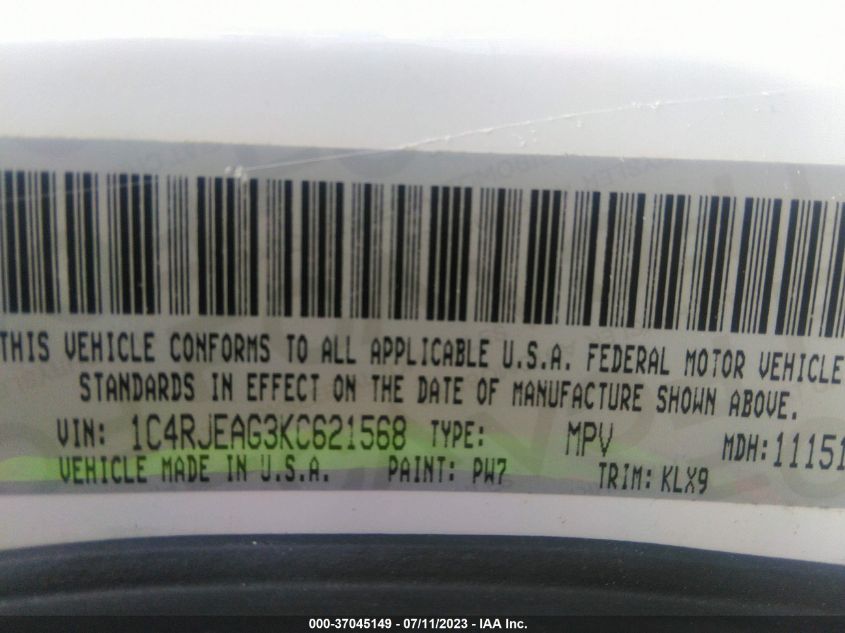 THIS VEHICLE CONFORMS TO ALL APPLICABLE U.S.A. FEDERAL MOTOR VEHICLE
STANDARDS IN EFFECT ON THE DATE OF MANUFACTURE SHOWN ABOVE.
VIN: 1C4RJEAG3KC621568 TYPE: MPV MDH:11151
VEHICLE MADE IN U.S.A. PAINT: PW7 TRIM: KLX9
000-37045149 - 07/11/2023 - IAA Inc.